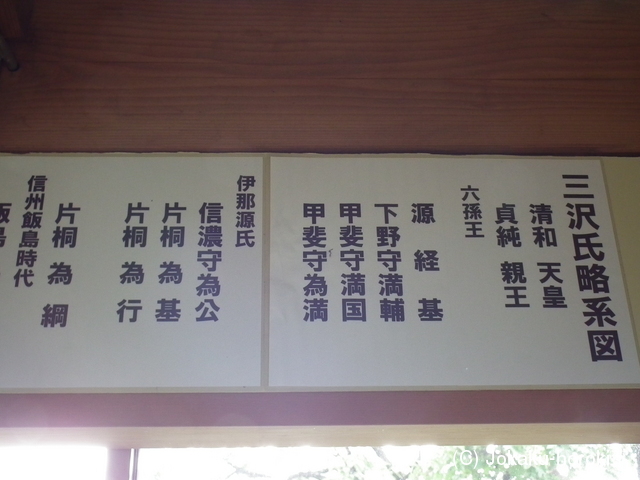 三沢氏略系図
清和 天皇
貞純 親王
六孫王
源 経 基
下野守満輔
甲斐守満国
甲斐守為満
伊那源氏
信濃守為公
片桐 為 基
片桐 為 行
片桐 為 綱
信州飯島時代
飯島